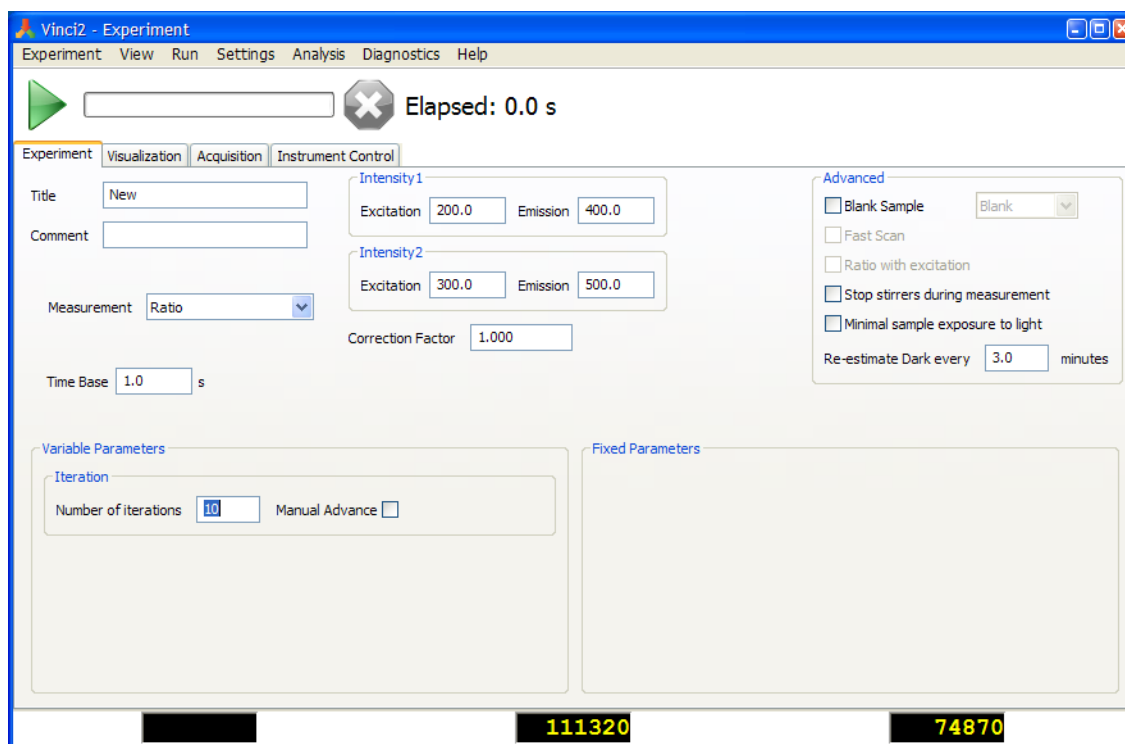 Vinci2 - Experiment
Experiment View Run Settings Analysis Diagnostics Help
Elapsed: 0.0 s
Experiment Visualization Acquisition Instrument Control
Title New
Comment
Measurement Ratio
Time Base 1.0 s
Intensity1
Excitation 200.0 Emission 400.0
Intensity2
Excitation 300.0 Emission 500.0
Correction Factor 1.000
Advanced
Blank Sample Blank
Fast Scan
Ratio with excitation
Stop stirrers during measurement
Minimal sample exposure to light
Re-estimate Dark every 3.0 minutes
Variable Parameters
Iteration
Number of iterations 10 Manual Advance
Fixed Parameters
111320 74870